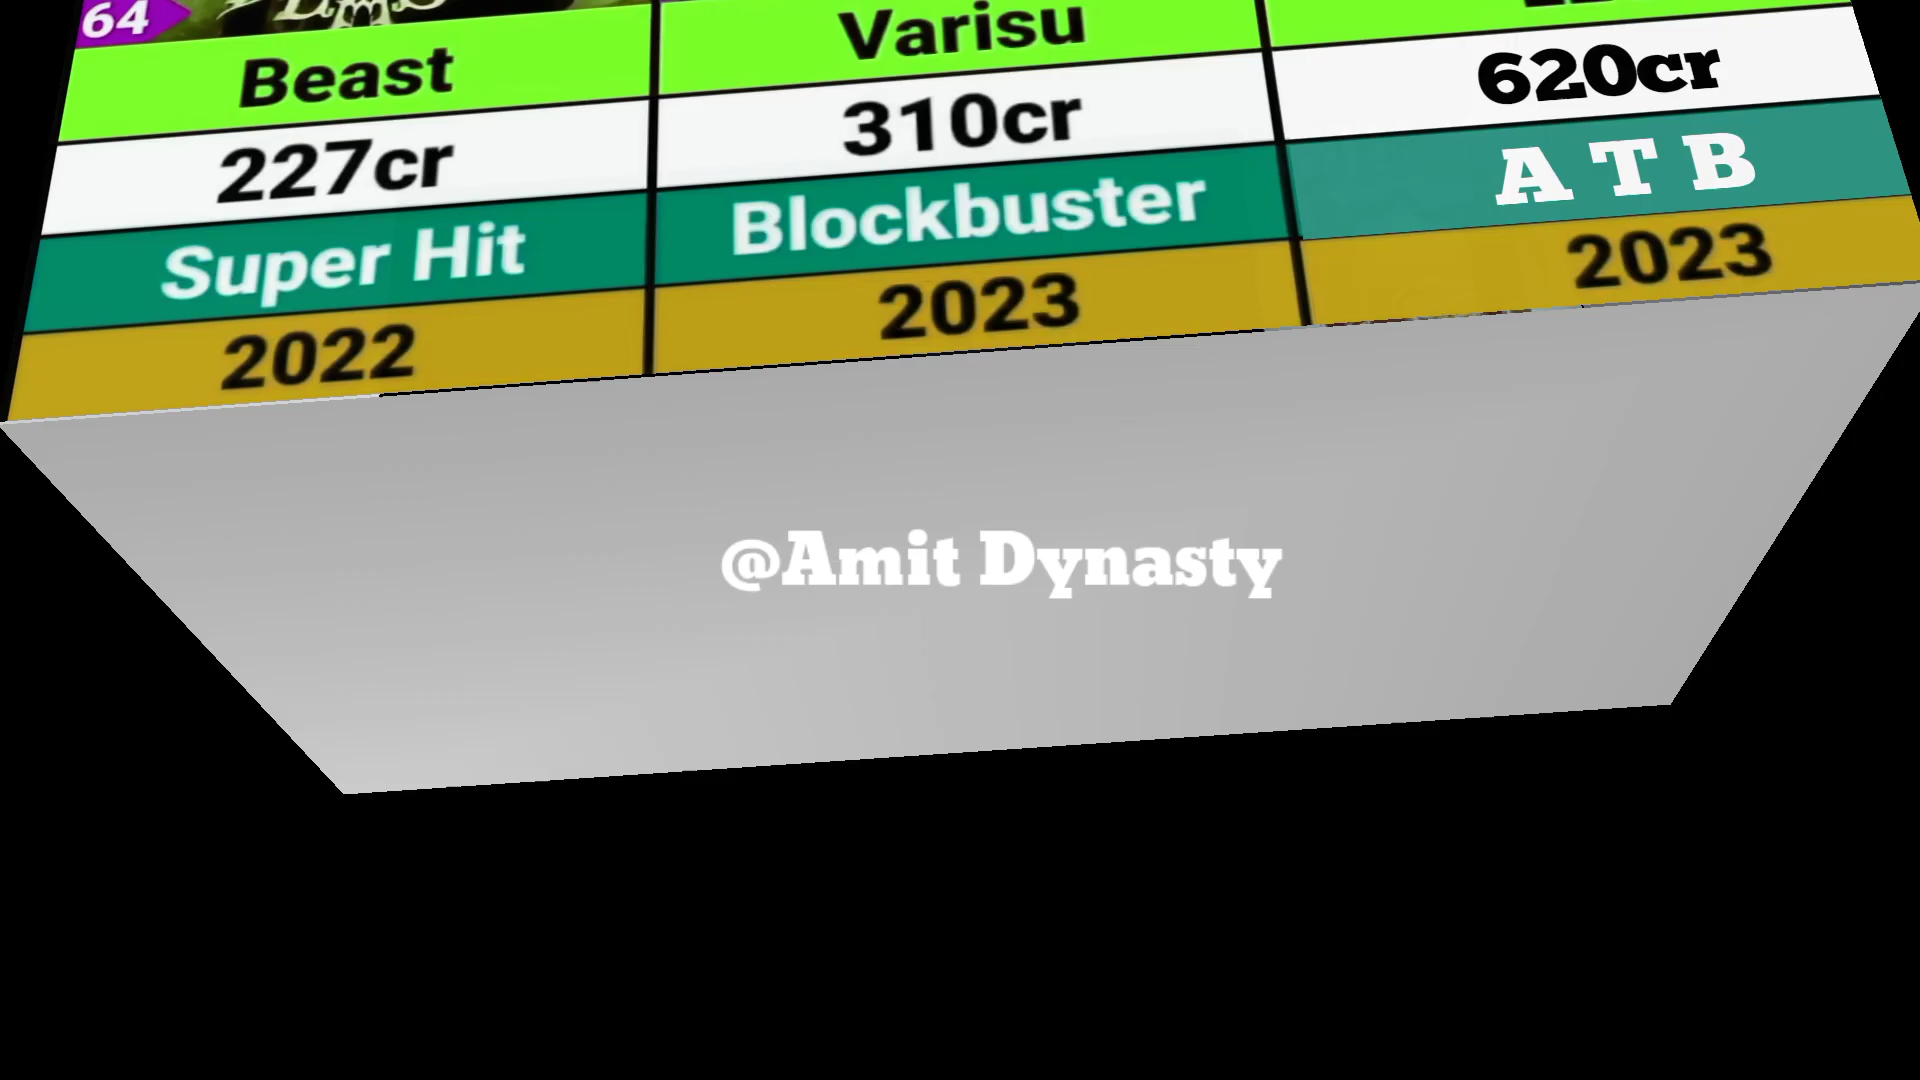 64
Beast
Varisu
227cr
310cr
620cr
Super Hit
Blockbuster
A T B
2022
2023
2023
@Amit Dynasty